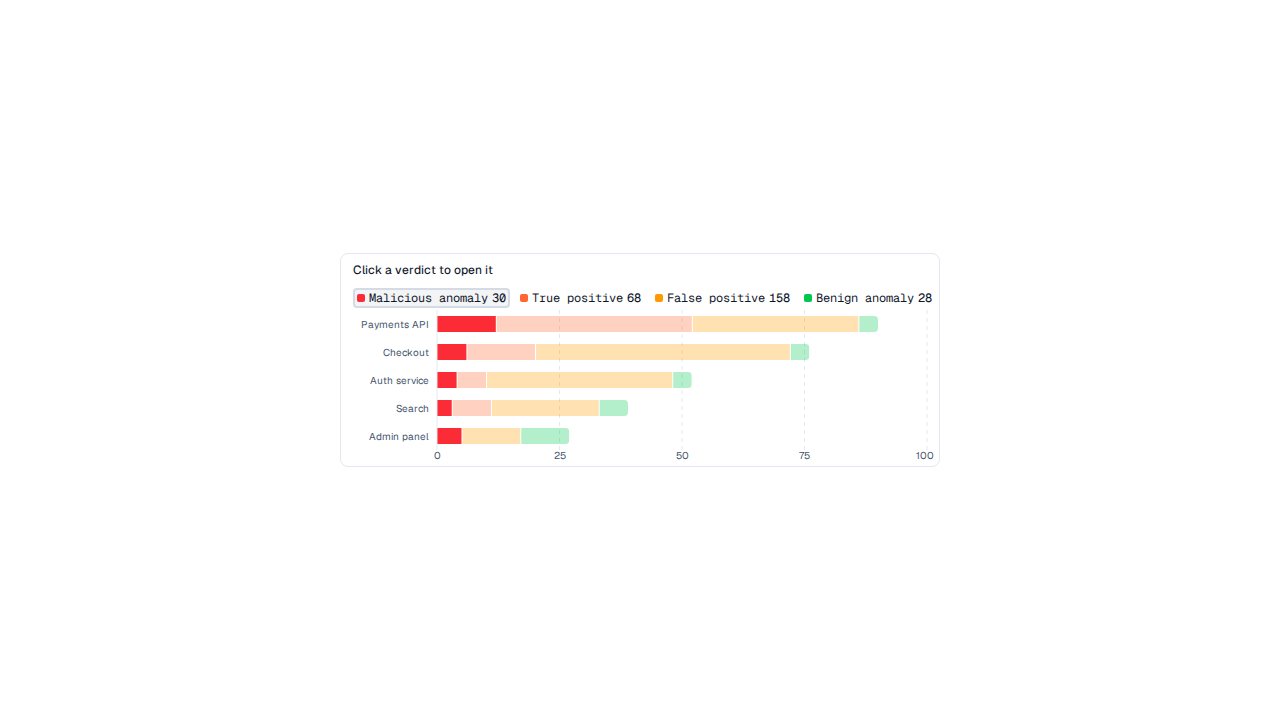 Click a verdict to open it
Malicious anomaly 30 True positive 68 False positive 158 Benign anomaly 28
Payments API
Checkout
Auth service
Search
Admin panel
0 25 50 75 100